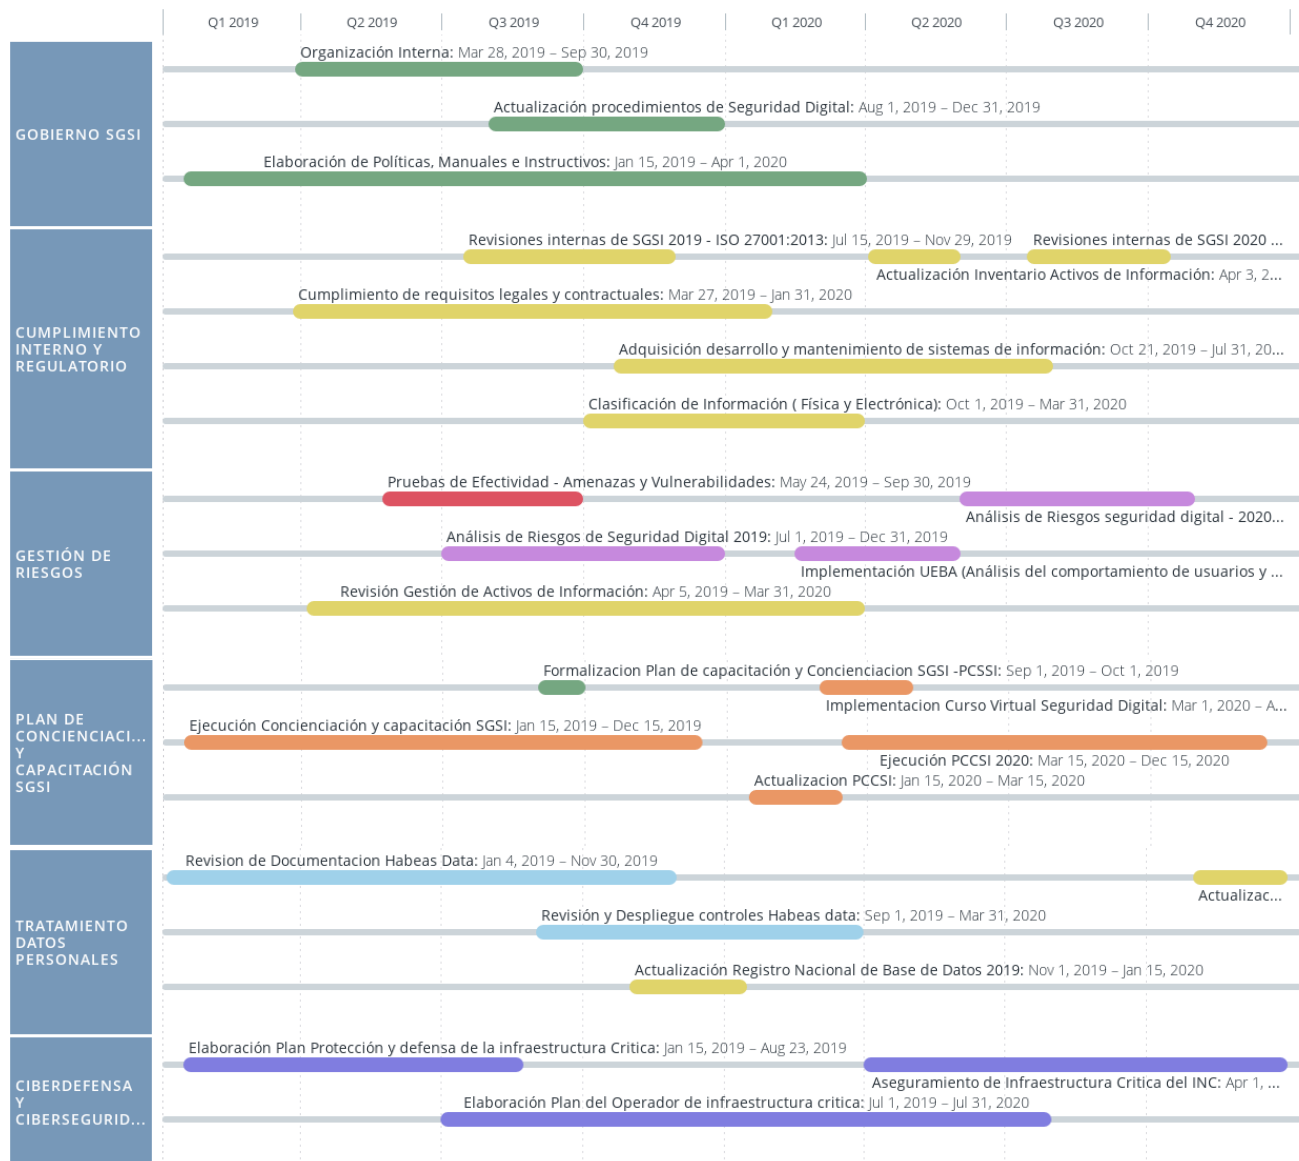 Q1 2019 Q2 2019 Q3 2019 Q4 2019 Q1 2020 Q2 2020 Q3 2020 Q4 2020
GOBIERNO SGSI
Organización Interna: Mar 28, 2019 – Sep 30, 2019
Actualización procedimientos de Seguridad Digital: Aug 1, 2019 – Dec 31, 2019
Elaboración de Políticas, Manuales e Instructivos: Jan 15, 2019 – Apr 1, 2020
CUMPLIMIENTO
INTERNO Y
REGULATORIO
Revisiones internas de SGSI 2019 - ISO 27001:2013: Jul 15, 2019 – Nov 29, 2019
Revisiones internas de SGSI 2020 ...
Actualización Inventario Activos de Información: Apr 3, 2...
Cumplimiento de requisitos legales y contractuales: Mar 27, 2019 – Jan 31, 2020
Adquisición desarrollo y mantenimiento de sistemas de información: Oct 21, 2019 – Jul 31, 20...
Clasificación de Información ( Física y Electrónica): Oct 1, 2019 – Mar 31, 2020
GESTIÓN DE
RIESGOS
Pruebas de Efectividad - Amenazas y Vulnerabilidades: May 24, 2019 – Sep 30, 2019
Análisis de Riesgos seguridad digital - 2020...
Análisis de Riesgos de Seguridad Digital 2019: Jul 1, 2019 – Dec 31, 2019
Implementación UEBA (Análisis del comportamiento de usuarios y ...
Revisión Gestión de Activos de Información: Apr 5, 2019 – Mar 31, 2020
PLAN DE
CONCIENCIACI...
Y
CAPACITACIÓN
SGSI
Formalizacion Plan de capacitación y Concienciacion SGSI -PCSSI: Sep 1, 2019 – Oct 1, 2019
Implementacion Curso Virtual Seguridad Digital: Mar 1, 2020 – A...
Ejecución Concienciación y capacitación SGSI: Jan 15, 2019 – Dec 15, 2019
Ejecución PCCSI 2020: Mar 15, 2020 – Dec 15, 2020
Actualizacion PCCSI: Jan 15, 2020 – Mar 15, 2020
TRATAMIENTO
DATOS
PERSONALES
Revision de Documentacion Habeas Data: Jan 4, 2019 – Nov 30, 2019
Actualizac...
Revisión y Despliegue controles Habeas data: Sep 1, 2019 – Mar 31, 2020
Actualización Registro Nacional de Base de Datos 2019: Nov 1, 2019 – Jan 15, 2020
CIBERDEFENSA
Y
CIBERSEGURID...
Elaboración Plan Protección y defensa de la infraestructura Critica: Jan 15, 2019 – Aug 23, 2019
Aseguramiento de Infraestructura Critica del INC: Apr 1, ...
Elaboración Plan del Operador de infraestructura critica: Jul 1, 2019 – Jul 31, 2020